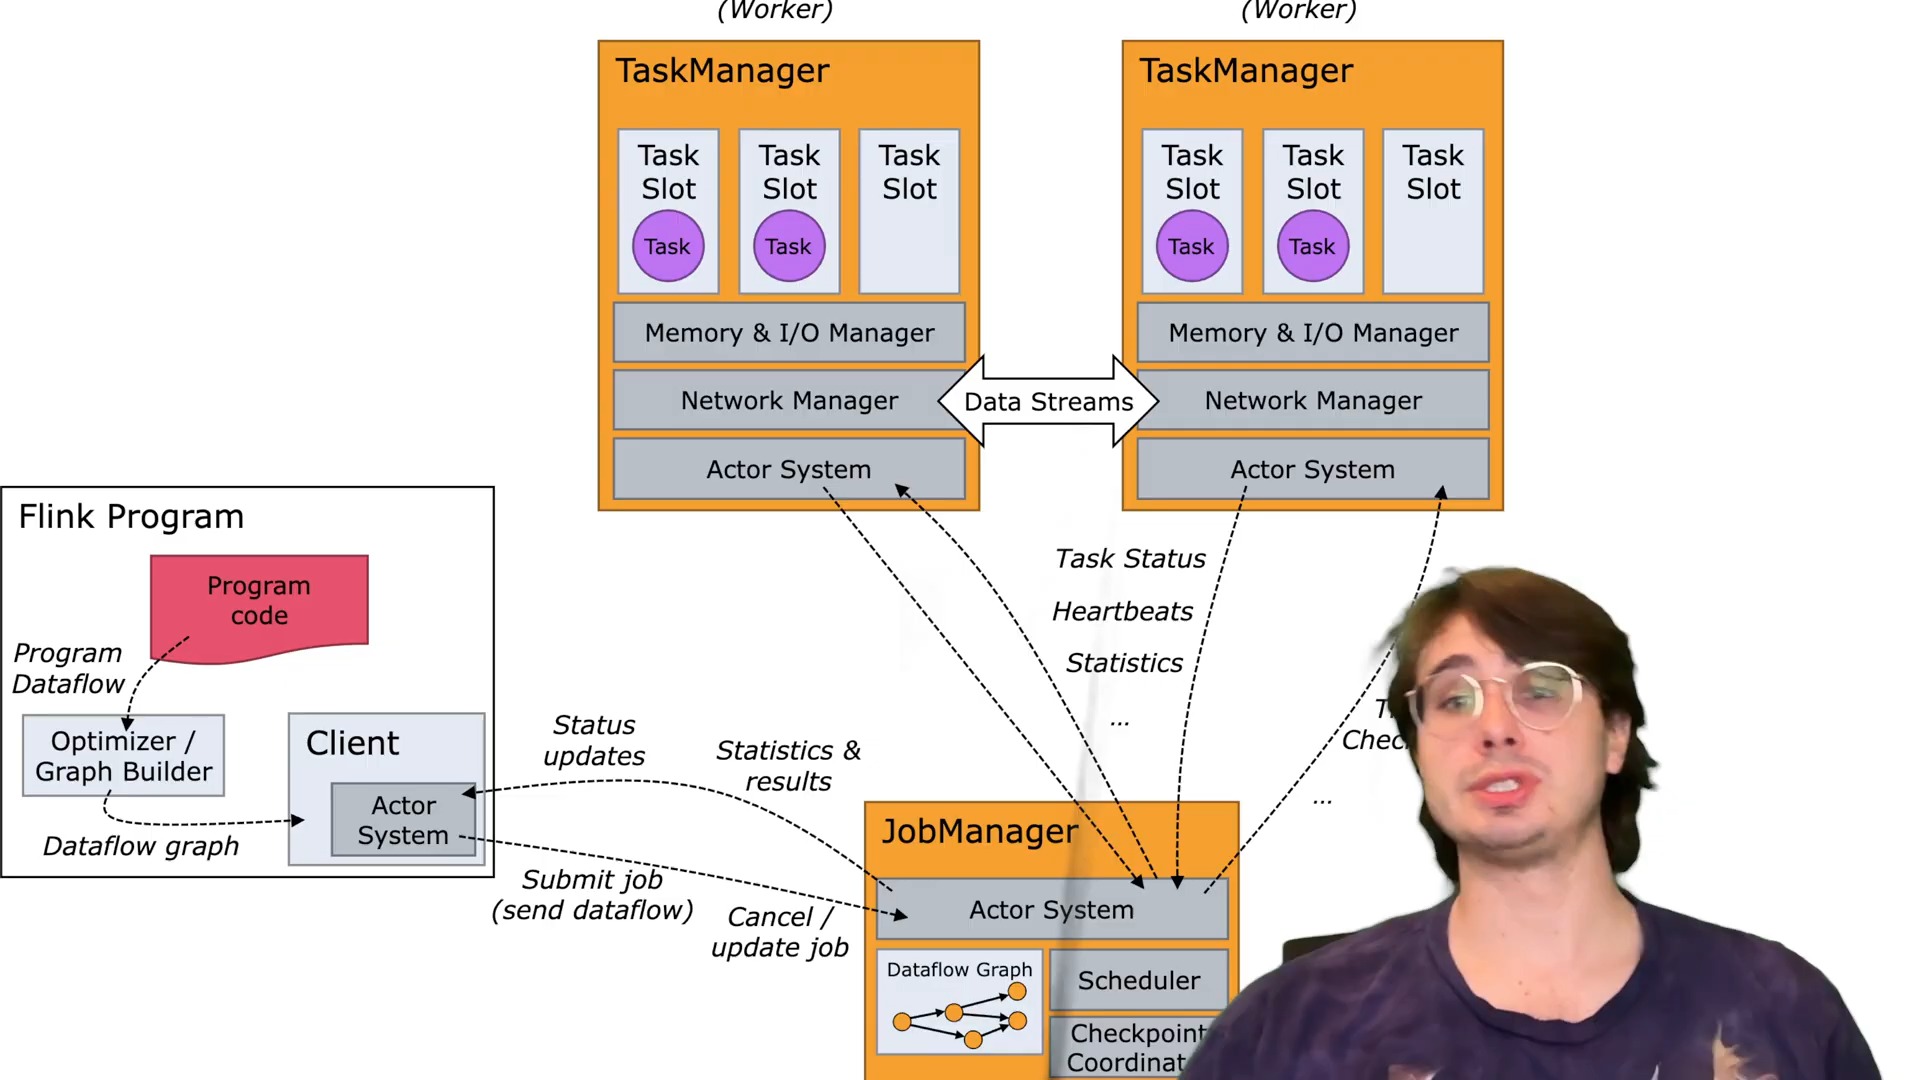 (Worker)
(Worker)
TaskManager
TaskManager
Task
Slot
Task
Slot
Task
Slot
Task
Slot
Task
Slot
Task
Slot
Task
Task
Task
Task
Memory & I/O Manager
Memory & I/O Manager
Network Manager
Data Streams
Network Manager
Actor System
Actor System
Flink Program
Program
code
Program
Dataflow
Optimizer /
Graph Builder
Dataflow graph
Client
Actor
System
Task Status
Heartbeats
Statistics
...
...
Status
updates
Statistics &
results
Submit job
(send dataflow)
Cancel /
update job
JobManager
Actor System
Dataflow Graph
Scheduler
Checkpoint